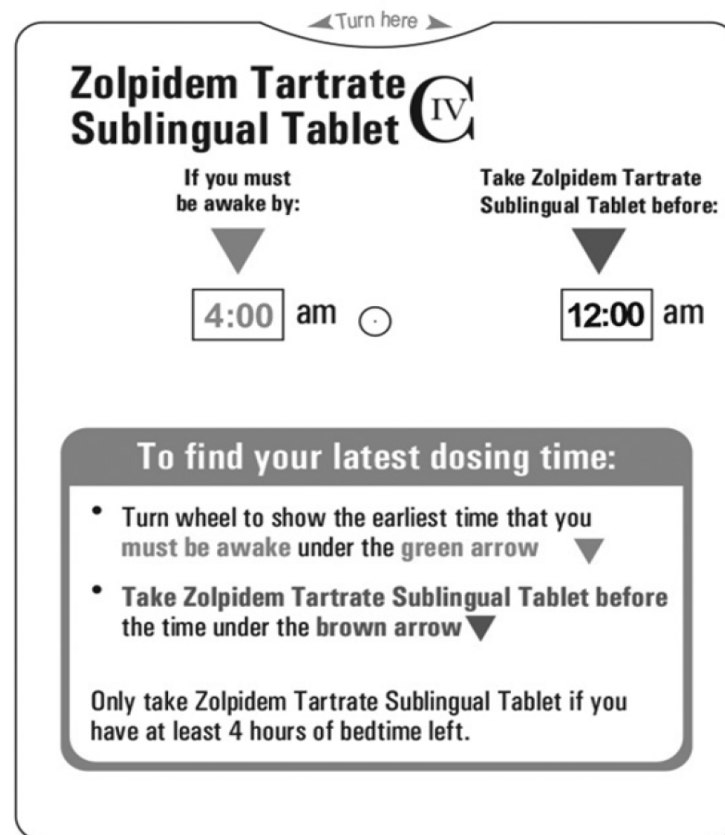 Turn here
Zolpidem Tartrate
Sublingual Tablet CIV
If you must
be awake by:
Take Zolpidem Tartrate
Sublingual Tablet before:
4:00 am
12:00 am
To find your latest dosing time:
• Turn wheel to show the earliest time that you
must be awake under the green arrow
• Take Zolpidem Tartrate Sublingual Tablet before
the time under the brown arrow
Only take Zolpidem Tartrate Sublingual Tablet if you
have at least 4 hours of bedtime left.